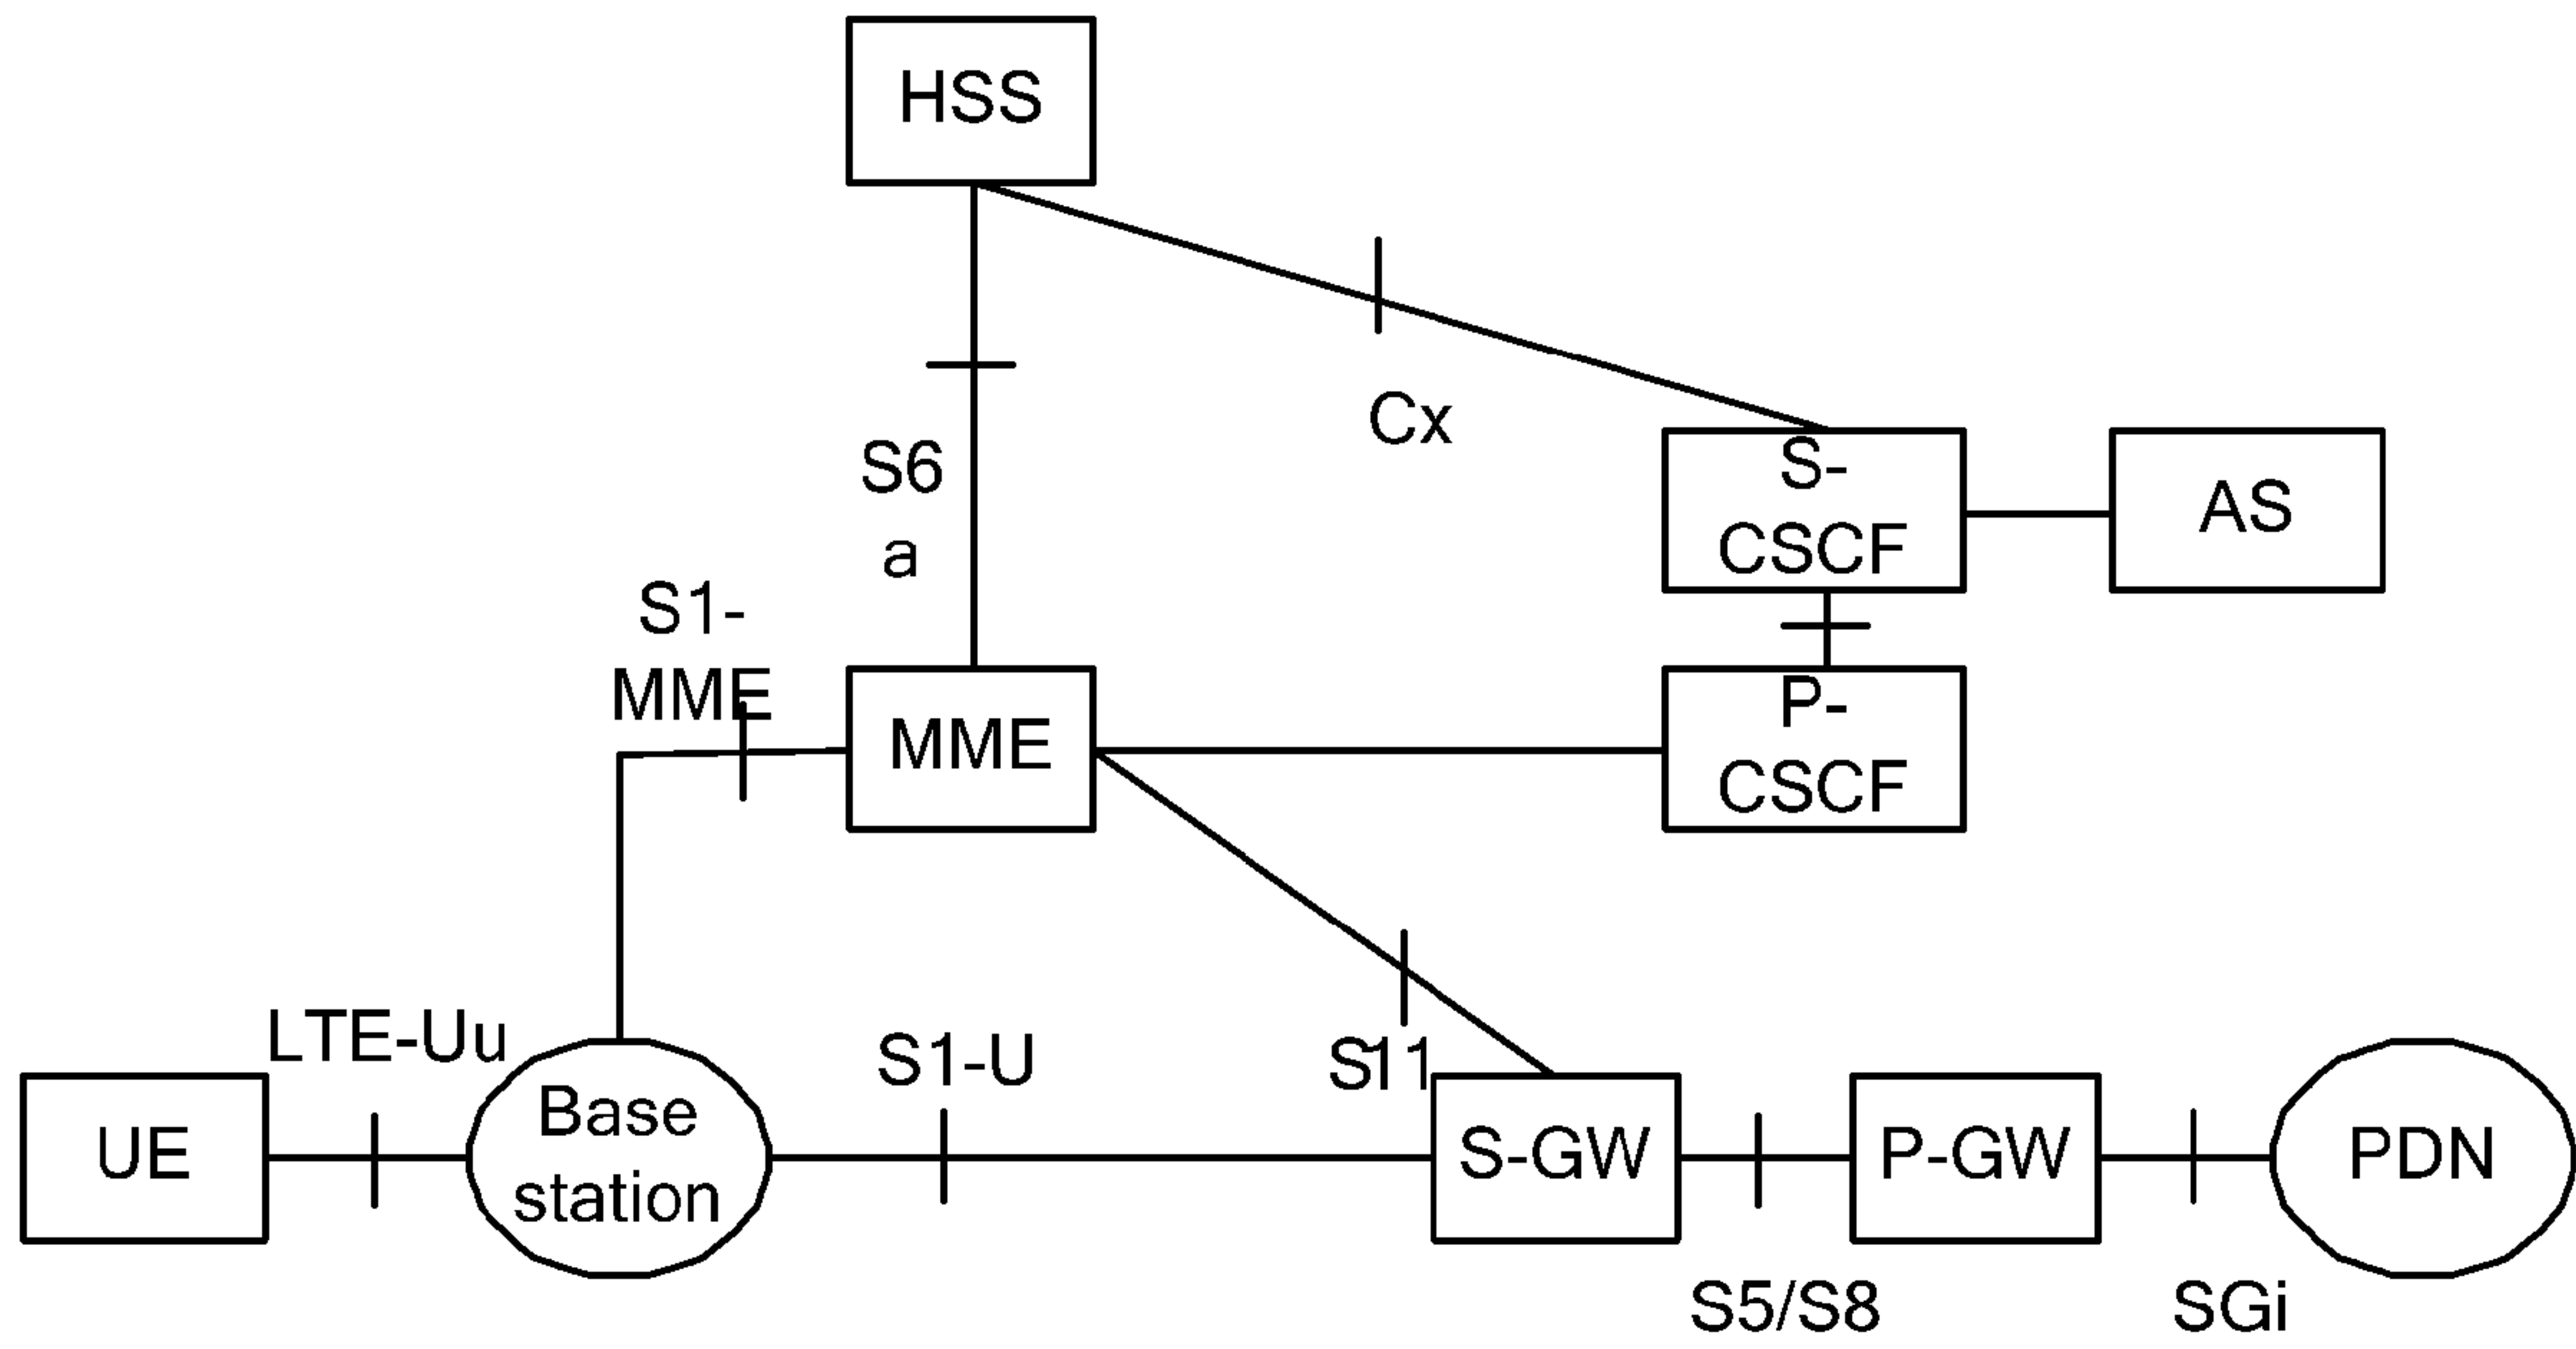 HSS
Cx
S6
a
S-
CSCF
AS
S1-
MME
MME
P-
CSCF
LTE-Uu
S1-U
S11
UE
Base
station
S-GW
P-GW
PDN
S5/S8
SGi